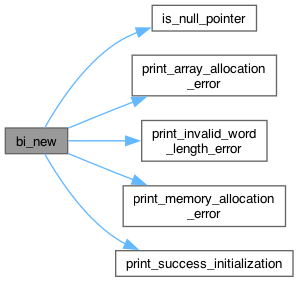 is_null_pointer
print_array_allocation
_error
bi_new
print_invalid_word
_length_error
print_memory_allocation
_error
print_success_initialization